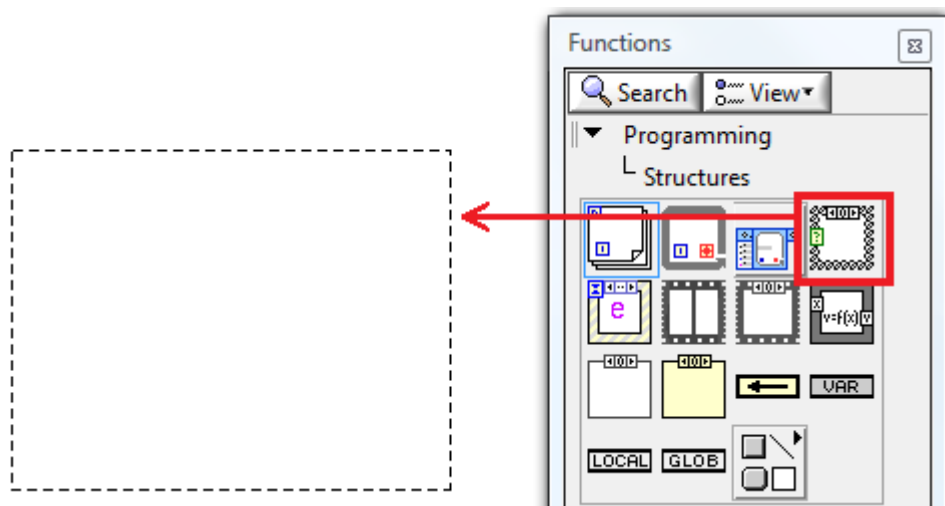 Functions
Search View
Programming
Structures
e
v=f(x)
VAR
LOCAL GLOB